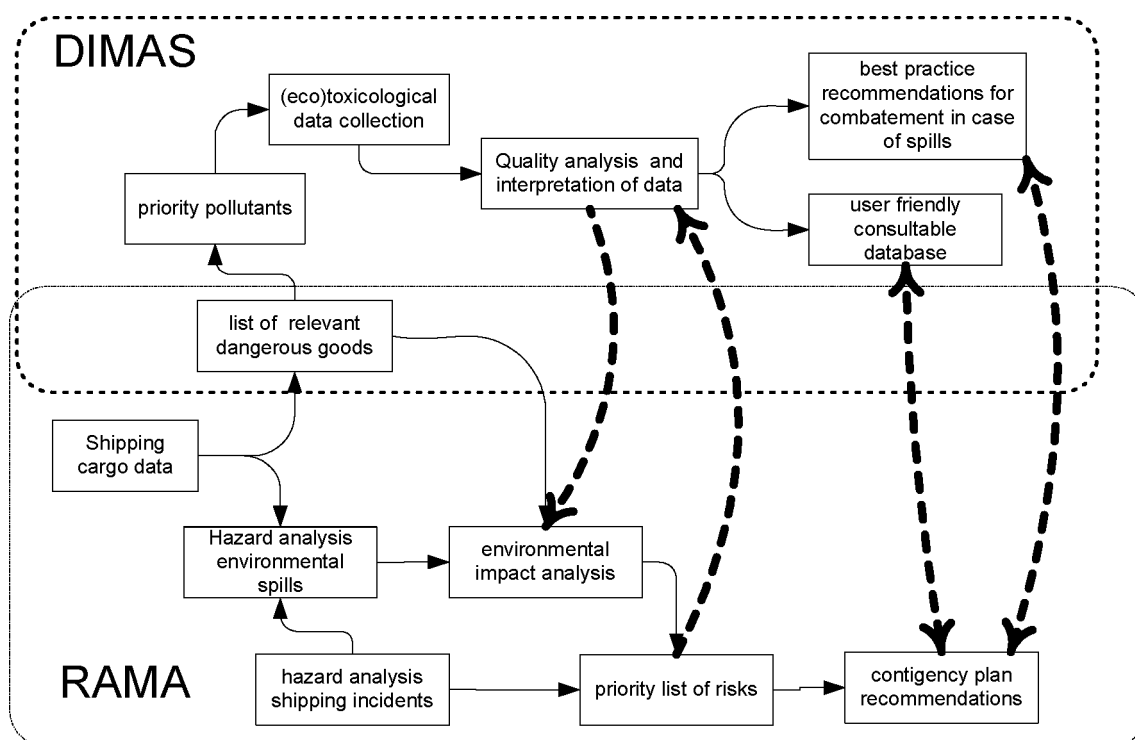 DIMAS
(eco)toxicological
data collection
best practice
recommendations for
combatement in case
of spills
Quality analysis and
interpretation of data
priority pollutants
user friendly
consultable
database
list of relevant
dangerous goods
Shipping
cargo data
Hazard analysis
environmental
spills
environmental
impact analysis
RAMA
hazard analysis
shipping incidents
priority list of risks
contigency plan
recommendations